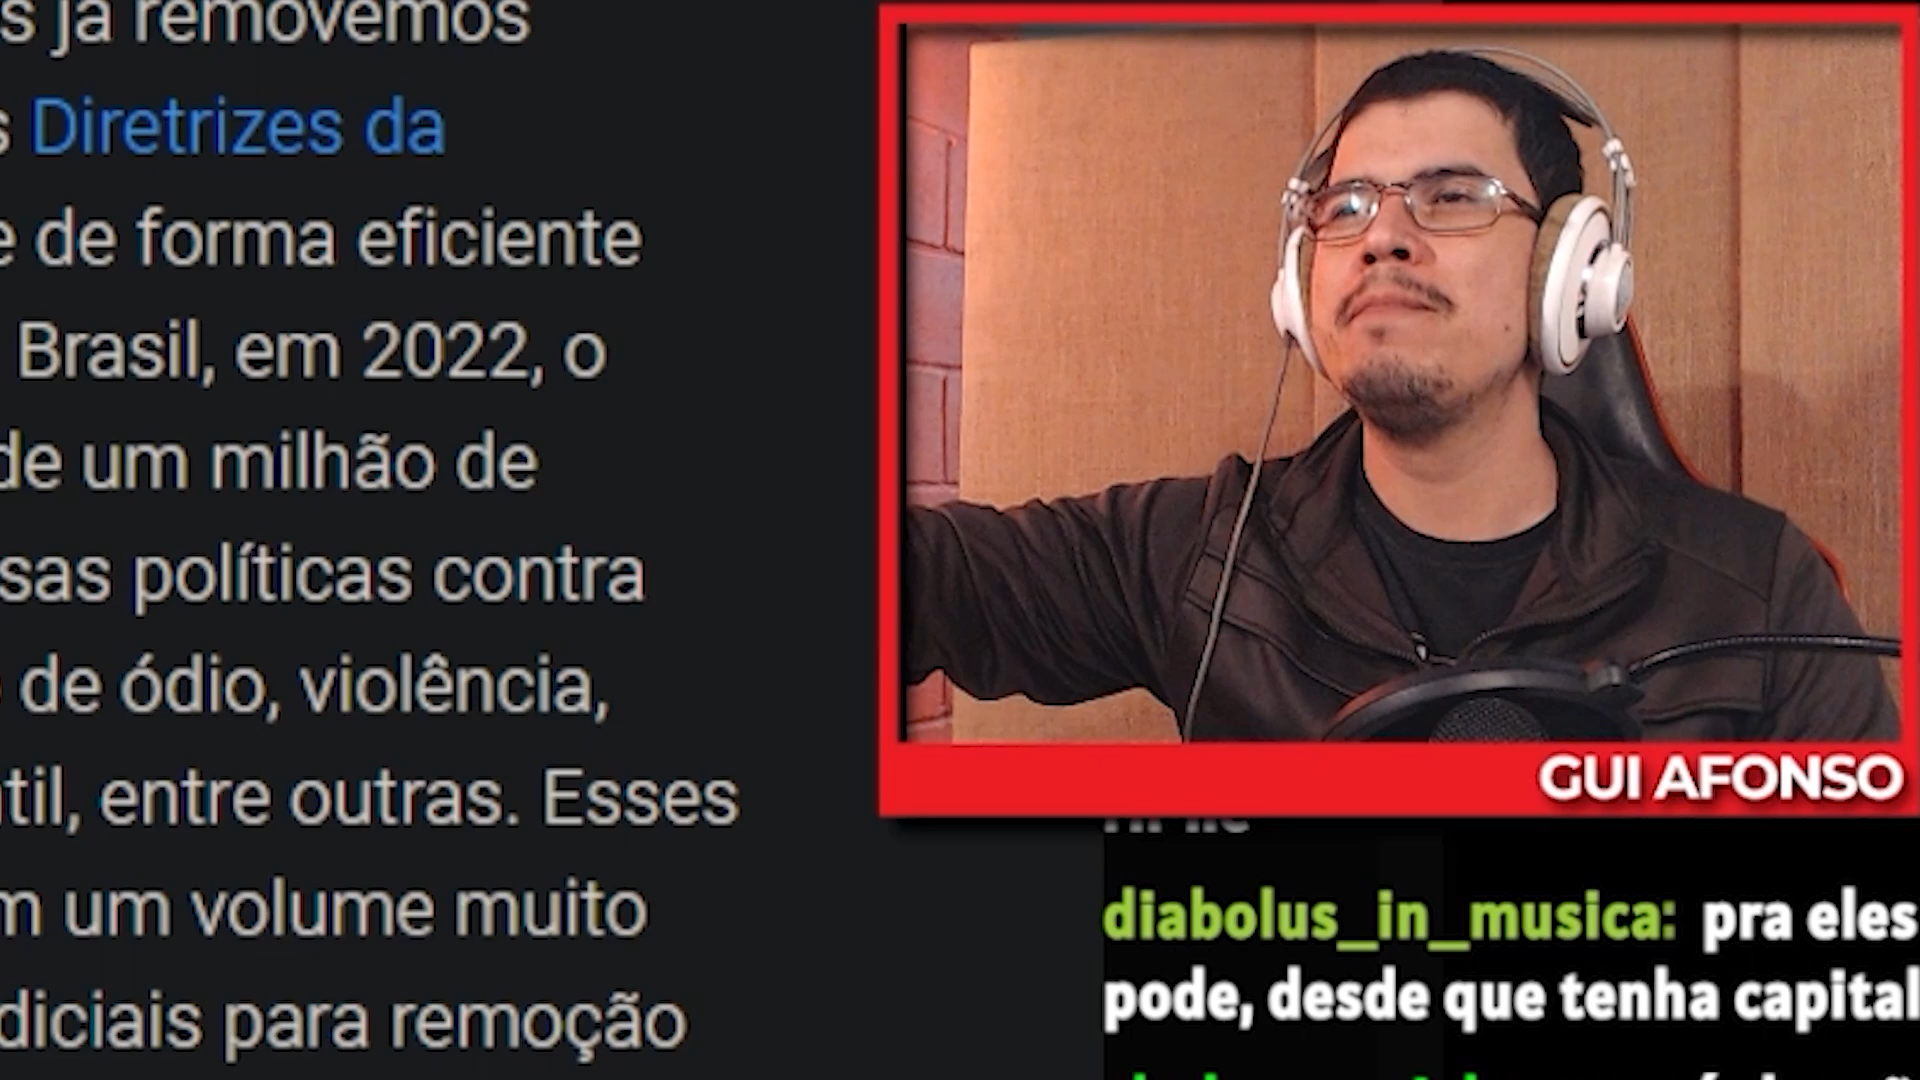 s já removemos
s Diretrizes da
e de forma eficiente
Brasil, em 2022, o
de um milhão de
sas políticas contra
de ódio, violência,
til, entre outras. Esses
m um volume muito
diciais para remoção
GUI AFONSO
diabolus_in_musica: pra eles
pode, desde que tenha capital